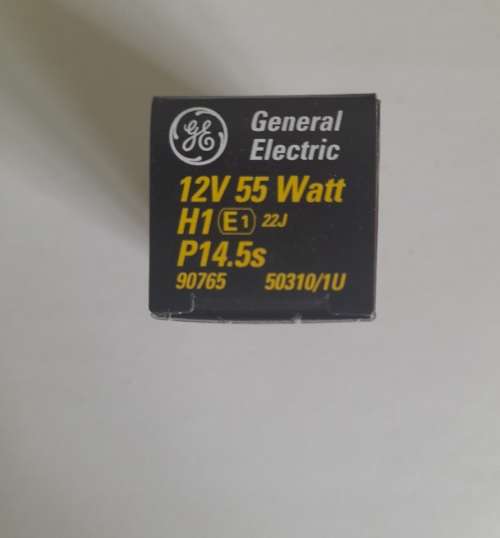 GE
General
Electric
12V 55 Watt
H1 E1 22J
P14.5s
90765 50310/1U